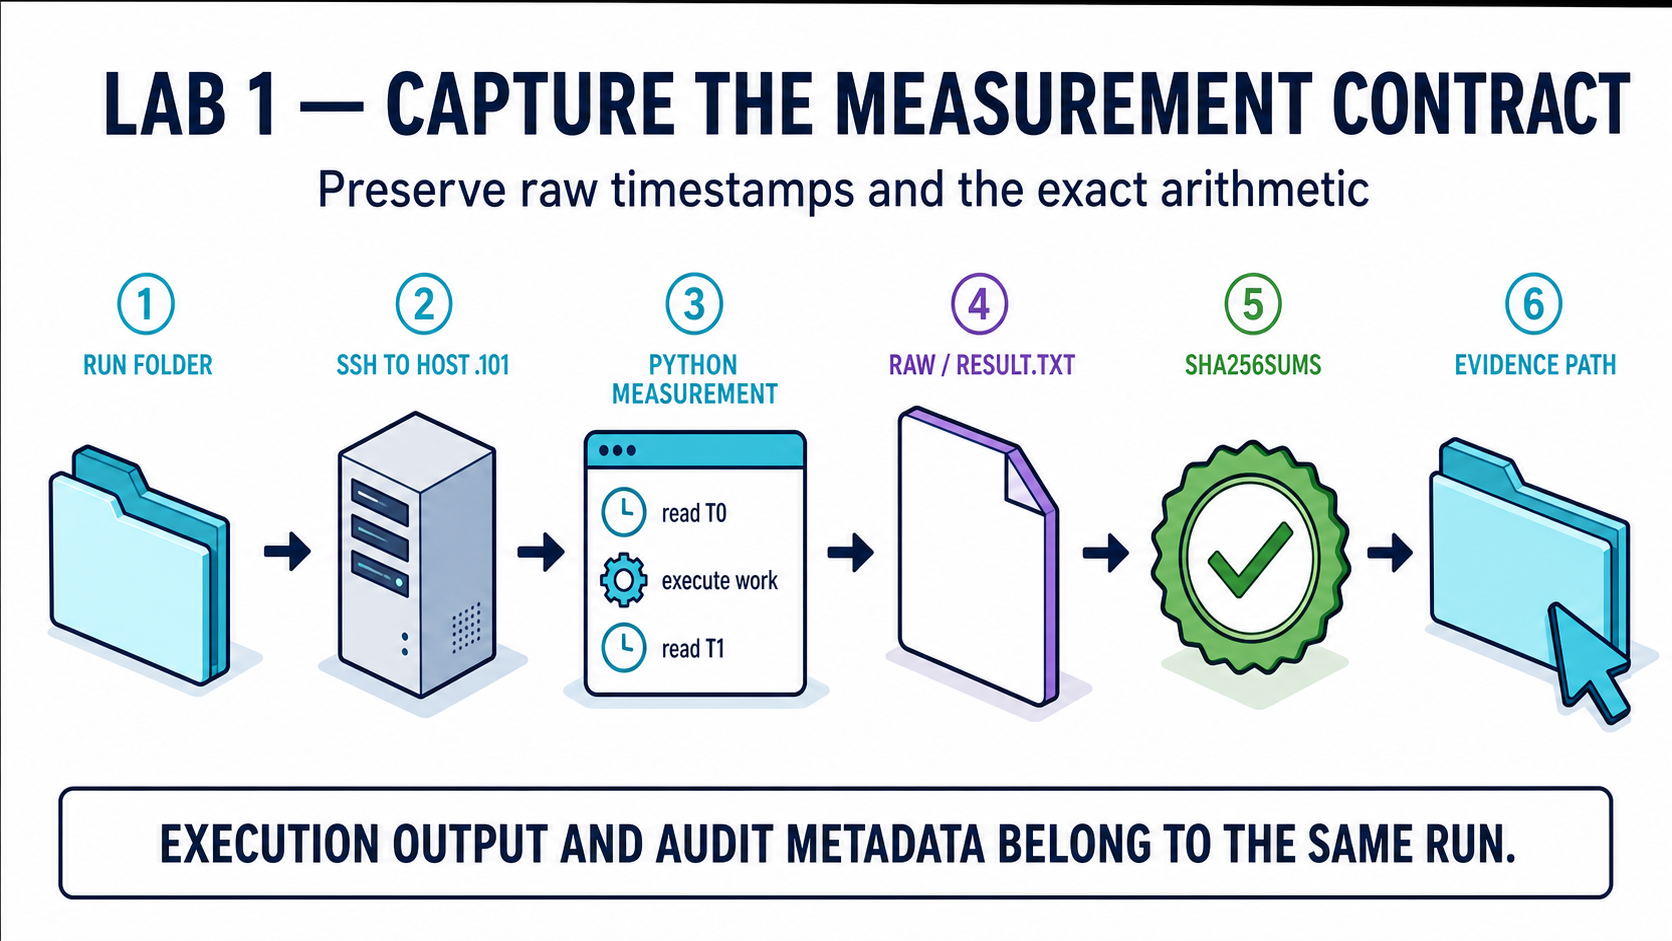 LAB 1 — CAPTURE THE MEASUREMENT CONTRACT
Preserve raw timestamps and the exact arithmetic
1
RUN FOLDER
2
SSH TO HOST .101
3
PYTHON
MEASUREMENT
read T0
execute work
read T1
4
RAW / RESULT.TXT
5
SHA256SUMS
6
EVIDENCE PATH
EXECUTION OUTPUT AND AUDIT METADATA BELONG TO THE SAME RUN.